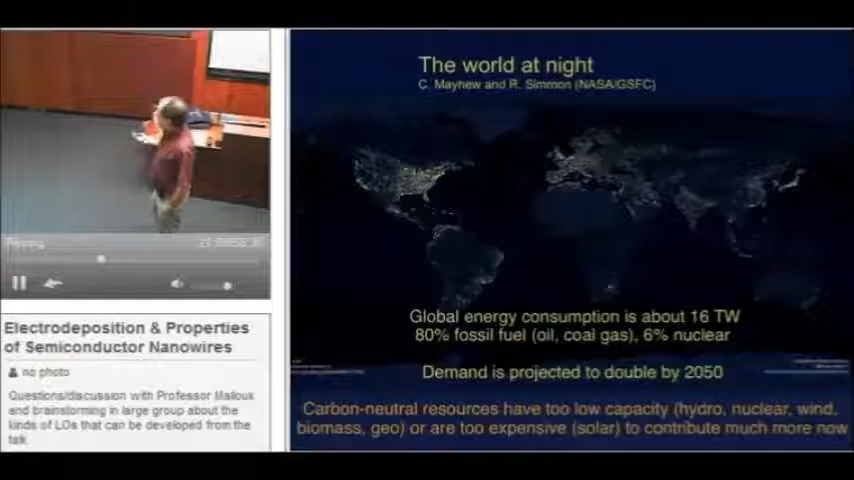 Electrodeposition & Properties
of Semiconductor Nanowires
no photo
Questions/discussion with Professor Mallouk
and brainstorming in large group about the
kinds of LOs that can be developed from the
talk
The world at night
C. Mayhew and R. Simmon (NASA/GSFC)
Global energy consumption is about 16 TW
80% fossil fuel (oil, coal gas), 6% nuclear
Demand is projected to double by 2050
Carbon-neutral resources have too low capacity (hydro, nuclear, wind,
biomass, geo) or are too expensive (solar) to contribute much more now